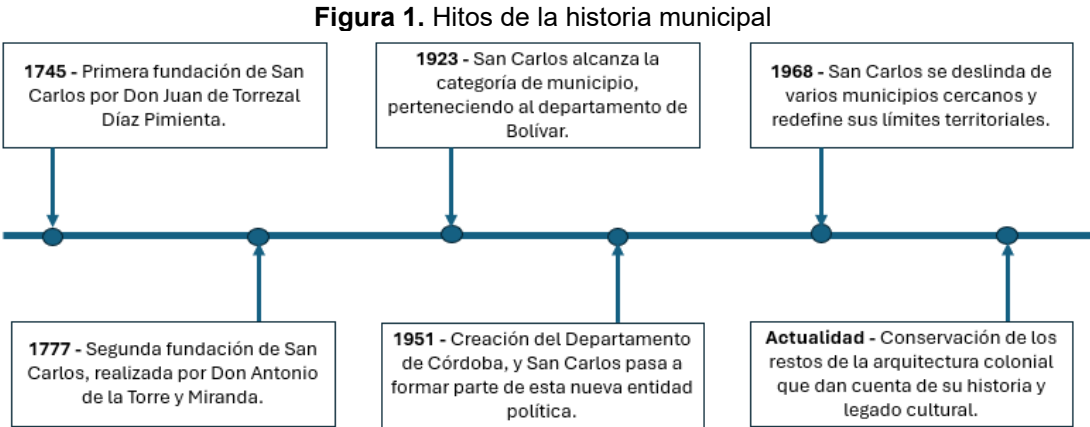 Figura 1. Hitos de la historia municipal
1745 - Primera fundación de San
Carlos por Don Juan de Torrezal
Díaz Pimienta.
1923 - San Carlos alcanza la
categoría de municipio,
perteneciendo al departamento de
Bolívar.
1968 - San Carlos se deslinda de
varios municipios cercanos y
redefine sus límites territoriales.
1777 - Segunda fundación de San
Carlos, realizada por Don Antonio
de la Torre y Miranda.
1951 - Creación del Departamento
de Córdoba, y San Carlos pasa a
formar parte de esta nueva entidad
política.
Actualidad - Conservación de los
restos de la arquitectura colonial
que dan cuenta de su historia y
legado cultural.